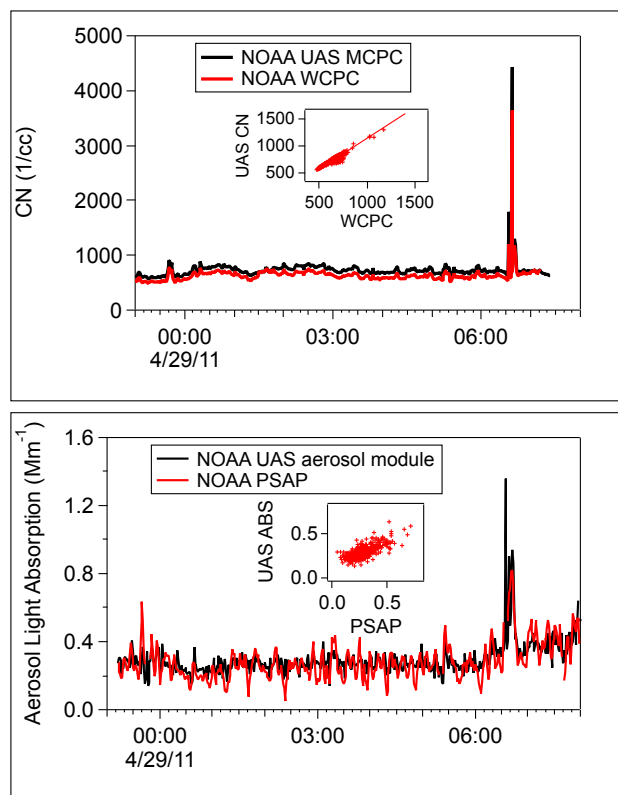 5000
4000
3000
2000
1000
0
CN (1/cc)
NOAA UAS MCPC
NOAA WCPC
UAS CN
1500
1000
500
500 1000 1500
WCPC
00:00 03:00 06:00
4/29/11
1.6
1.2
0.8
0.4
0.0
Aerosol Light Absorption (Mm⁻¹)
NOAA UAS aerosol module
NOAA PSAP
UAS ABS
0.5
0.0
0.0 0.5
PSAP
00:00 03:00 06:00
4/29/11